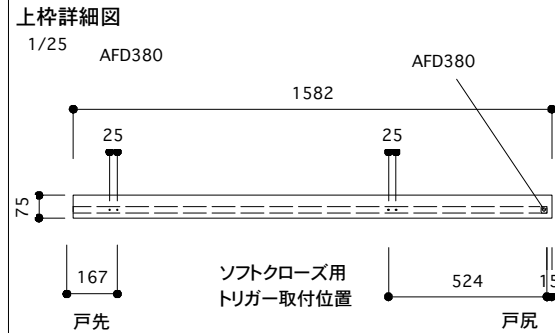 上枠詳細図
1/25
AFD380
AFD380
1582
25
25
75
167
ソフトクローズ用
トリガー取付位置
524
15
戸先
戸尻